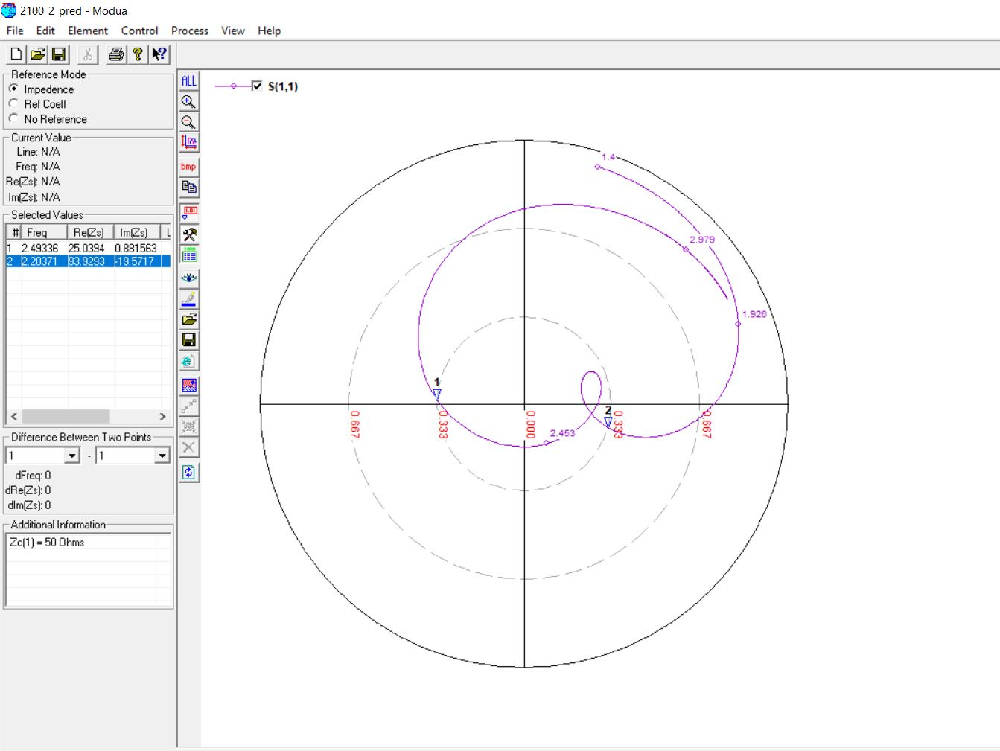 2100_2_pred - Modua
File Edit Element Control Process View Help
Reference Mode
Impedence
Ref Coeff
No Reference
Current Value
Line: N/A
Freq: N/A
Re(Zs): N/A
Im(Zs): N/A
Selected Values
# Freq Re(Zs) Im(Zs) L
1 2.49336 25.0394 0.881563
2 2.20371 93.9293 -19.5717
Difference Between Two Points
1 - 1
dFreq: 0
dRe(Zs): 0
dIm(Zs): 0
Additional Information
Zc(1) = 50 Ohms
ALL
bmp
1.01
S(1,1)
1.4
2.979
1.926
1
2
2.453
0.667
0.333
0.000
0.333
0.667